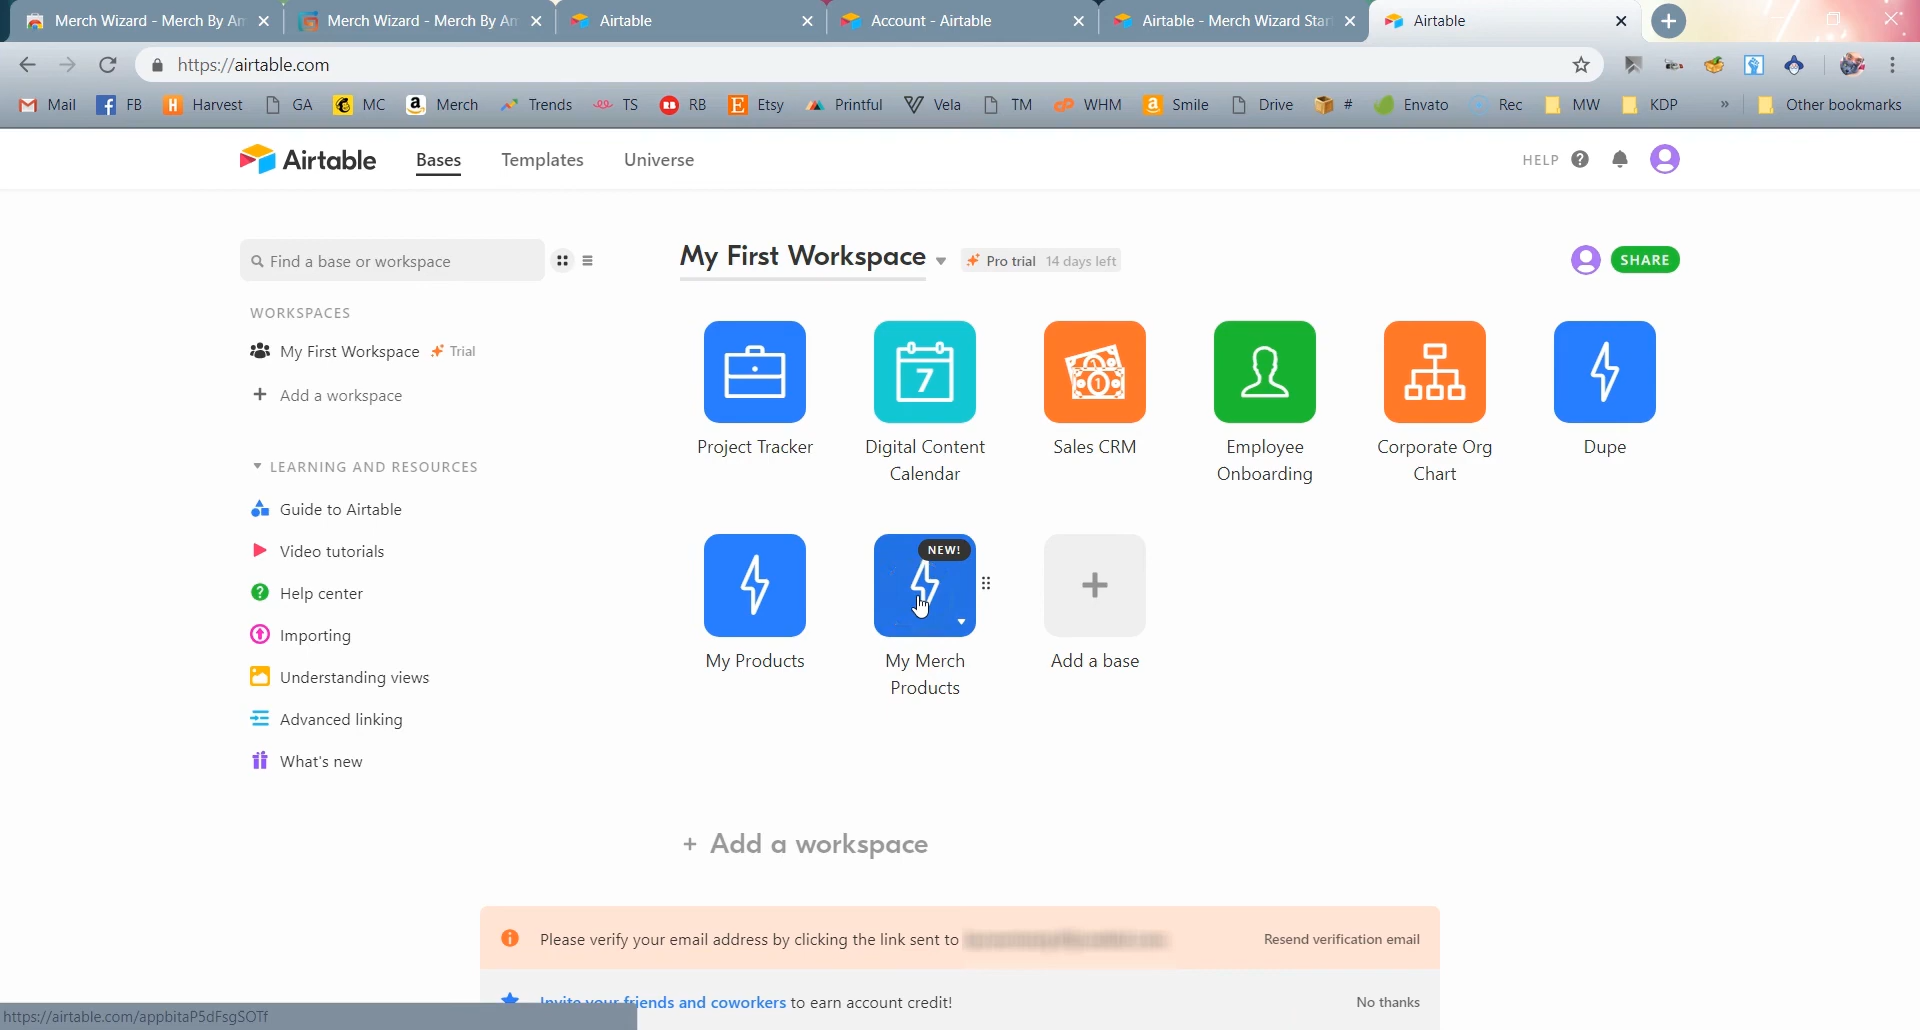 Merch Wizard - Merch By Am
Merch Wizard - Merch By Am
Airtable
Account - Airtable
Airtable - Merch Wizard Star
Airtable
https://airtable.com
Mail
FB
Harvest
GA
MC
Merch
Trends
TS
RB
Etsy
Printful
Vela
TM
WHM
Smile
Drive
#
Envato
Rec
MW
KDP
»
Other bookmarks
Airtable
Bases
Templates
Universe
HELP
Find a base or workspace
My First Workspace
Pro trial 14 days left
SHARE
WORKSPACES
My First Workspace
Trial
+ Add a workspace
LEARNING AND RESOURCES
Guide to Airtable
Video tutorials
Help center
Importing
Understanding views
Advanced linking
What's new
7
Project Tracker
Digital Content
Calendar
Sales CRM
Employee
Onboarding
Corporate Org
Chart
Dupe
NEW!
My Products
My Merch
Products
Add a base
+ Add a workspace
Please verify your email address by clicking the link sent to
Resend verification email
Invite your friends and coworkers to earn account credit!
No thanks
https://airtable.com/appbitaP5dFsgSOTf